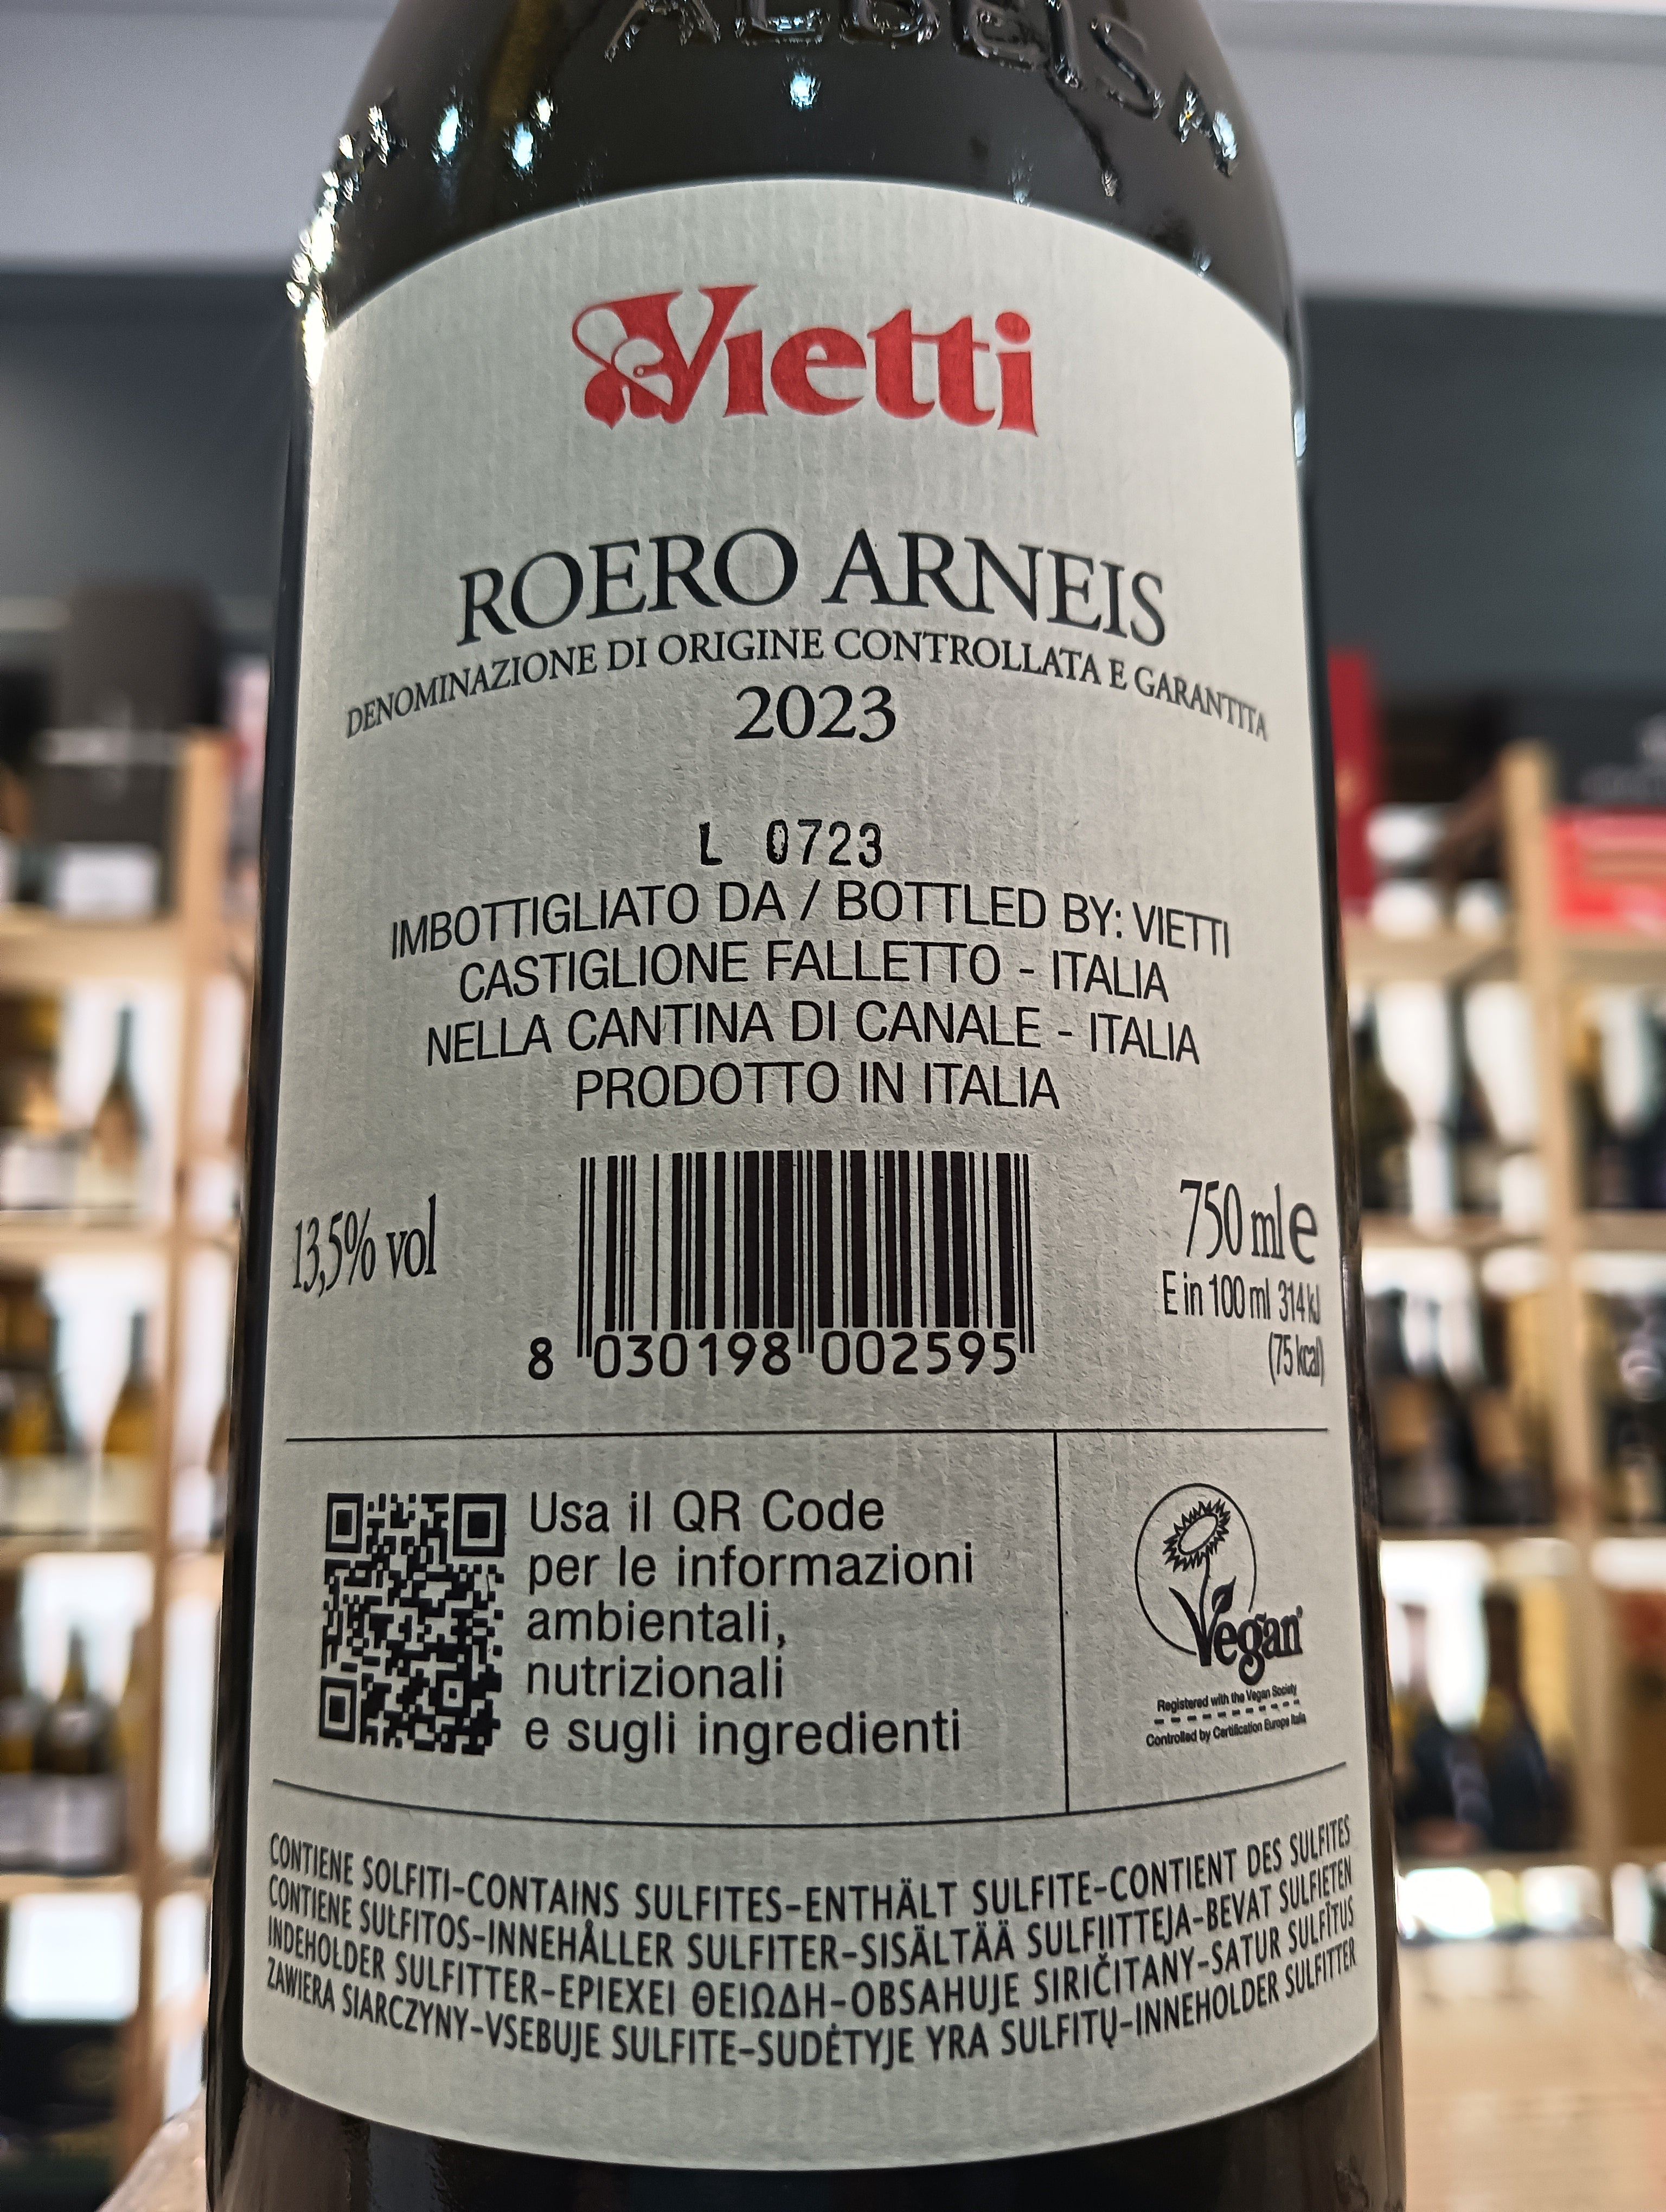 ALBEISA
Vietti
ROERO ARNEIS
DENOMINAZIONE DI ORIGINE CONTROLLATA E GARANTITA
2023
L 0723
IMBOTTIGLIATO DA / BOTTLED BY: VIETTI
CASTIGLIONE FALLETTO - ITALIA
NELLA CANTINA DI CANALE - ITALIA
PRODOTTO IN ITALIA
13,5% vol
750 ml e
E in 100 ml 314 kJ
(75 kcal)
8 030198 002595
Usa il QR Code
per le informazioni
ambientali,
nutrizionali
e sugli ingredienti
Vegan
Registered with the Vegan Society
Controlled by Certification Europe Italia
CONTIENE SOLFITI-CONTAINS SULFITES-ENTHÄLT SULFITE-CONTIENT DES SULFITES
CONTIENE SULFITOS-INNEHÅLLER SULFITER-SISÄLTÄÄ SULFIITTEJA-BEVAT SULFIETEN
INDEHOLDER SULFITTER-ΕΡΙΕΧΕΙ ΘΕΙΩΔΗ-OBSAHUJE SIRIČITANY-SATUR SULFĪTUS
ZAWIERA SIARCZYNY-VSEBUJE SULFITE-SUDĖTYJE YRA SULFITŲ-INNEHOLDER SULFITTER